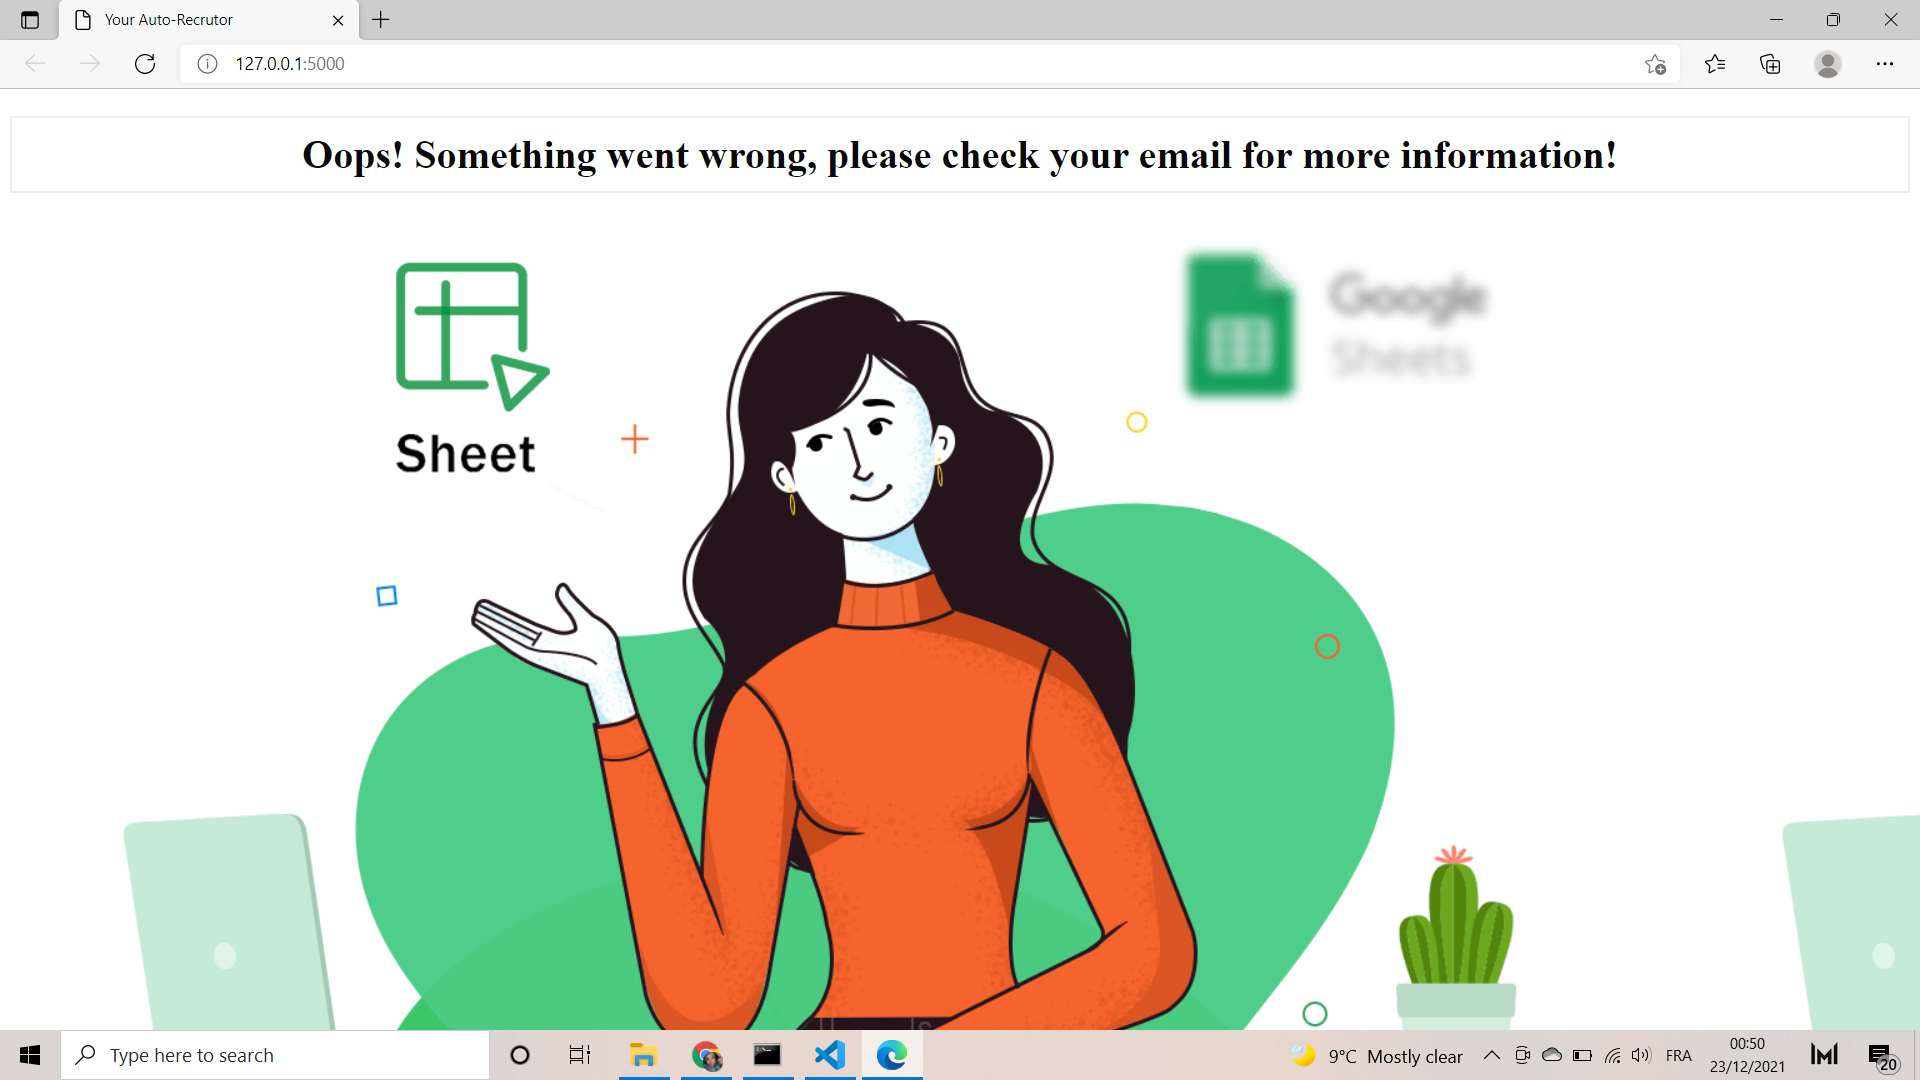 Your Auto-Recrutor
127.0.0.1:5000
Oops! Something went wrong, please check your email for more information!
Google
Sheets
Sheet
Type here to search
9°C Mostly clear
FRA
00:50
23/12/2021
20